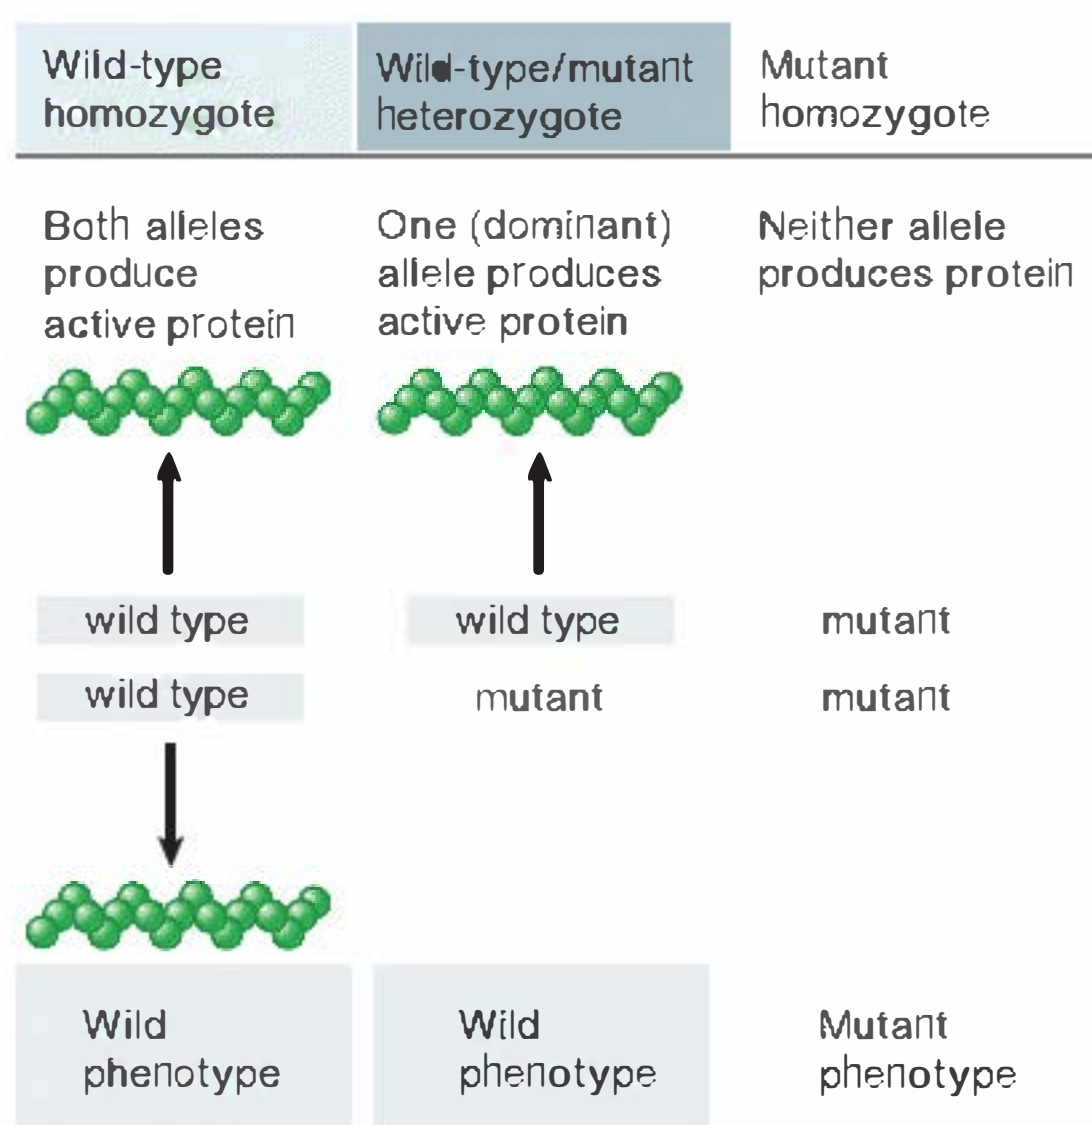 Wild-type
homozygote
Wild-type/mutant
heterozygote
Mutant
homozygote
Both alleles
produce
active protein
One (dominant)
allele produces
active protein
Neither allele
produces protein
wild type
wild type
mutant
wild type
mutant
mutant
Wild
phenotype
Wild
phenotype
Mutant
phenotype